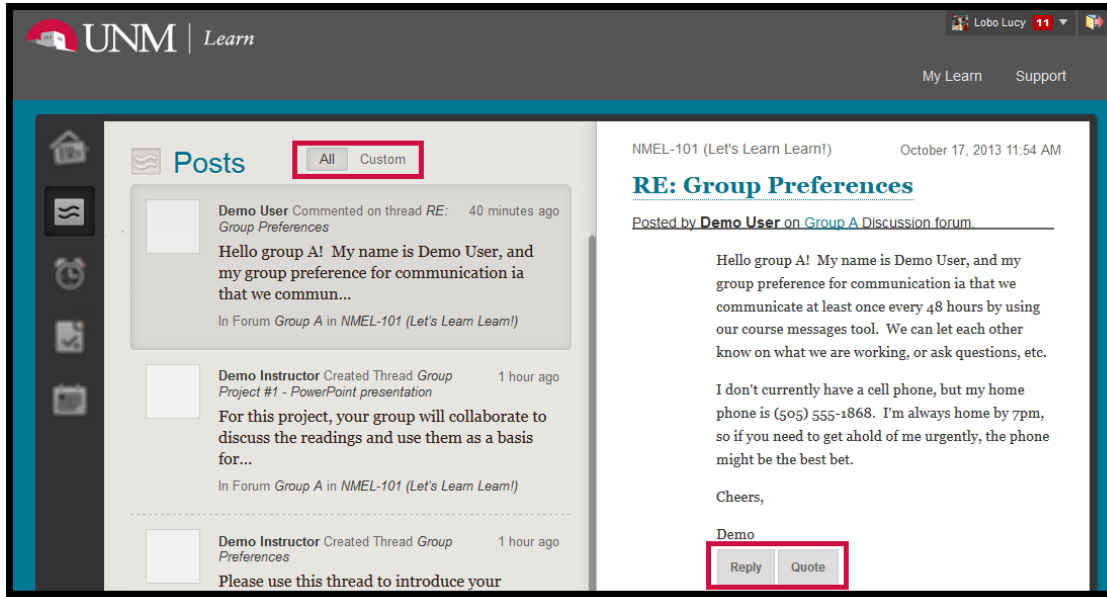 UNM | Learn
Lobo Lucy 11
My Learn Support
Posts
All Custom
Demo User Commented on thread RE: 40 minutes ago
Group Preferences
Hello group A! My name is Demo User, and
my group preference for communication ia
that we commun...
In Forum Group A in NMEL-101 (Let's Learn Learn!)
Demo Instructor Created Thread Group 1 hour ago
Project #1 - PowerPoint presentation
For this project, your group will collaborate to
discuss the readings and use them as a basis
for...
In Forum Group A in NMEL-101 (Let's Learn Learn!)
Demo Instructor Created Thread Group 1 hour ago
Preferences
Please use this thread to introduce your
NMEL-101 (Let's Learn Learn!) October 17, 2013 11:54 AM
RE: Group Preferences
Posted by Demo User on Group A Discussion forum.
Hello group A! My name is Demo User, and my
group preference for communication ia that we
communicate at least once every 48 hours by using
our course messages tool. We can let each other
know on what we are working, or ask questions, etc.
I don't currently have a cell phone, but my home
phone is (505) 555-1868. I'm always home by 7pm,
so if you need to get ahold of me urgently, the phone
might be the best bet.
Cheers,
Demo
Reply Quote